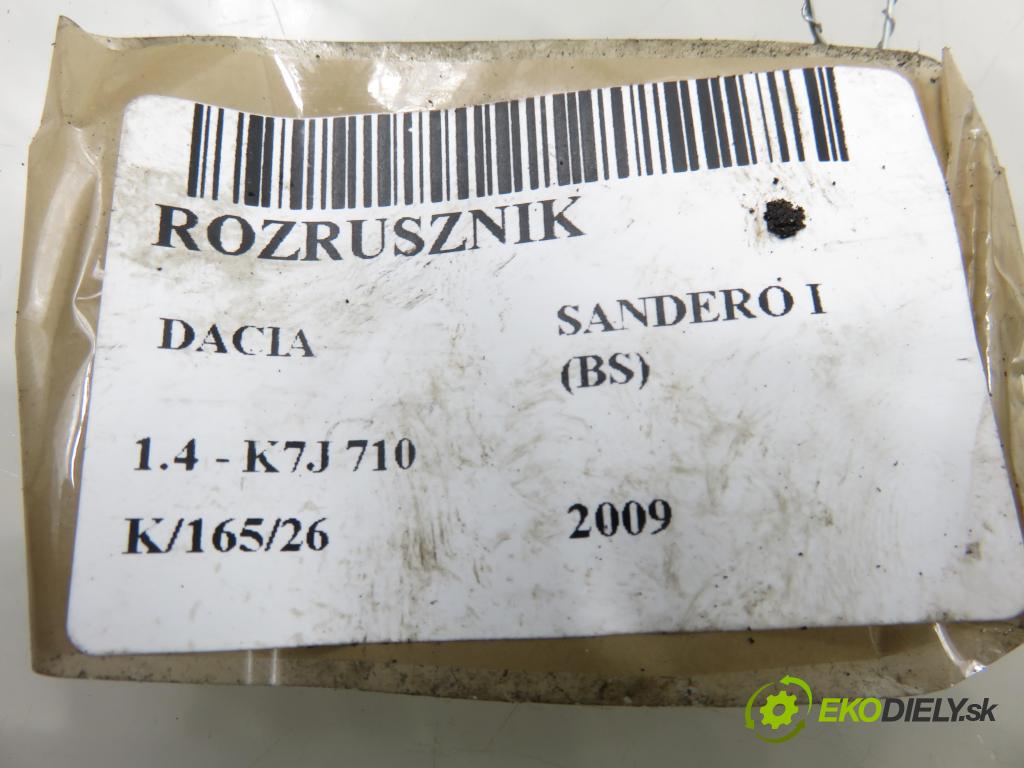 ROZRUSZNIK
DACIA
SANDERO I
(BS)
1.4 - K7J 710
K/165/26
2009
EKODIELY.sk